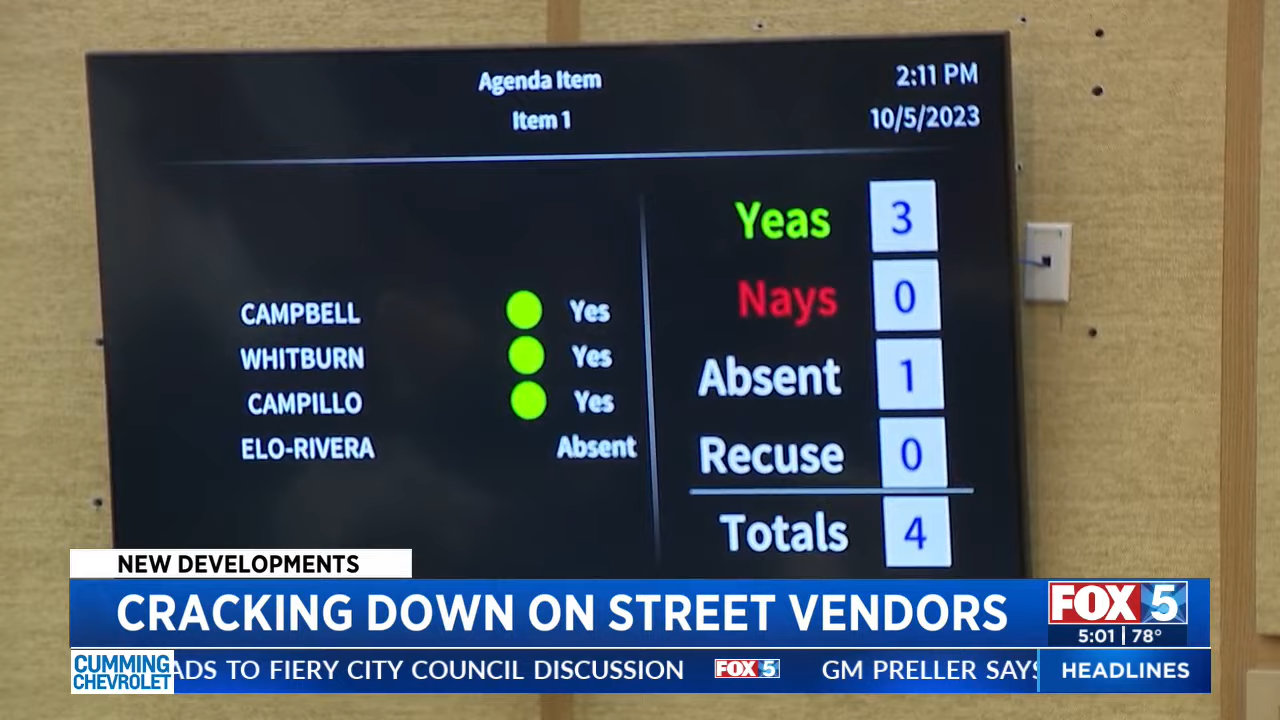 Agenda Item
Item 1
2:11 PM
10/5/2023
CAMPBELL Yes
WHITBURN Yes
CAMPILLO Yes
ELO-RIVERA Absent
Yeas 3
Nays 0
Absent 1
Recuse 0
Totals 4
NEW DEVELOPMENTS
CRACKING DOWN ON STREET VENDORS
FOX 5
5:01 | 78°
CUMMING
CHEVROLET
ADS TO FIERY CITY COUNCIL DISCUSSION FOX 5 GM PRELLER SAYS
HEADLINES